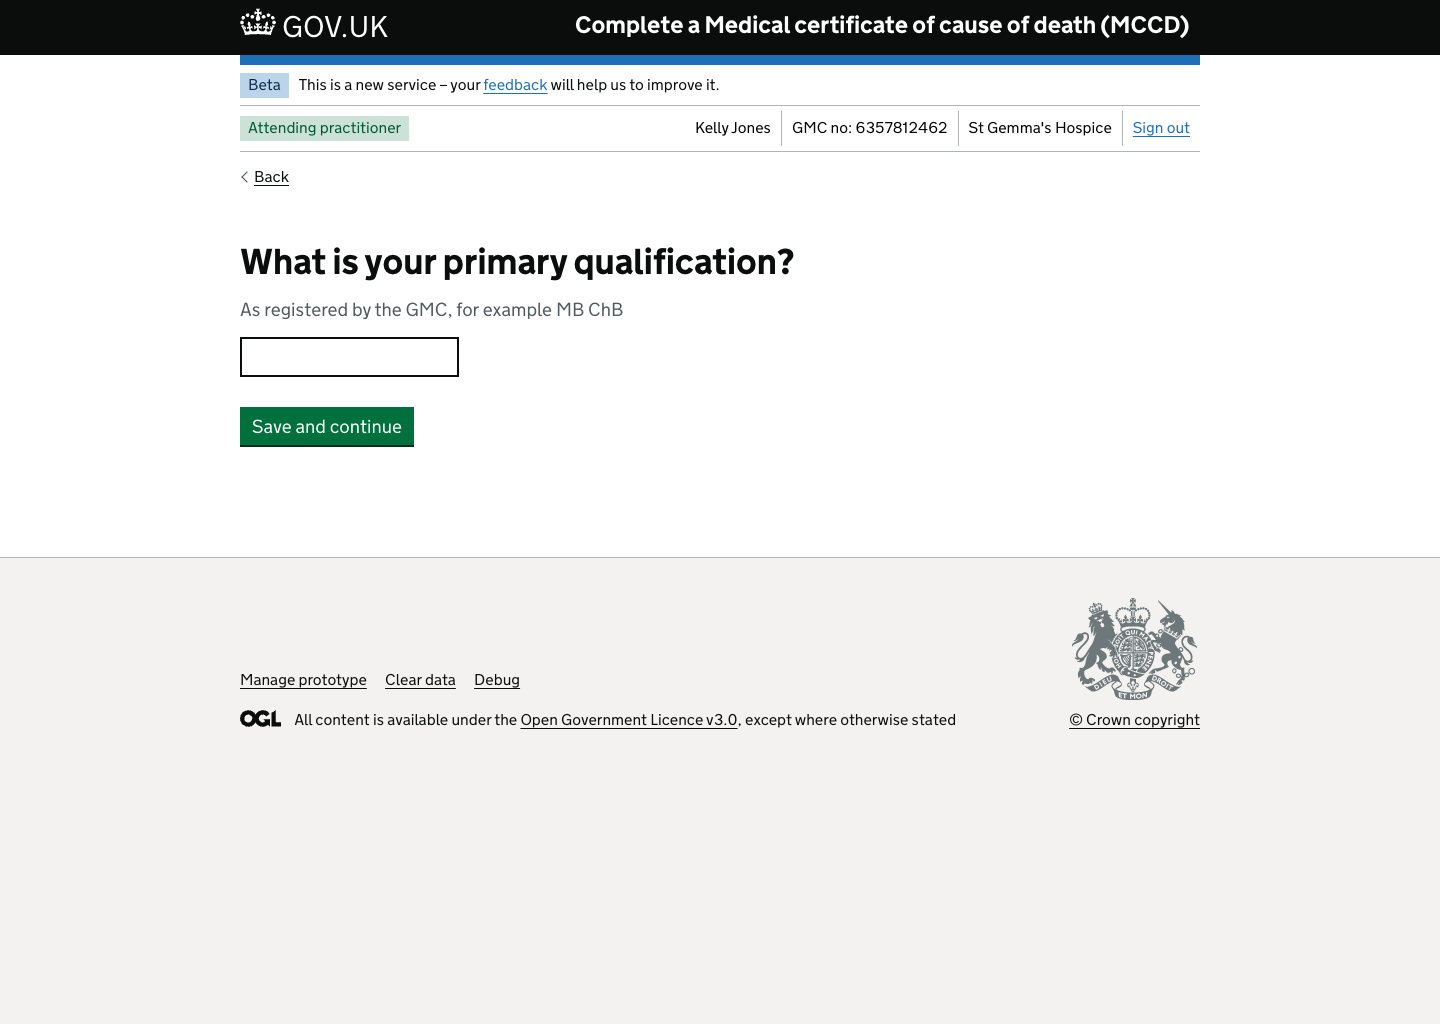 GOV.UK
Complete a Medical certificate of cause of death (MCCD)
Beta This is a new service – your feedback will help us to improve it.
Attending practitioner
Kelly Jones
GMC no: 6357812462
St Gemma's Hospice
Sign out
Back
What is your primary qualification?
As registered by the GMC, for example MB ChB
Save and continue
Manage prototype
Clear data
Debug
OGL All content is available under the Open Government Licence v3.0, except where otherwise stated
DIEU ET MON DROIT
© Crown copyright